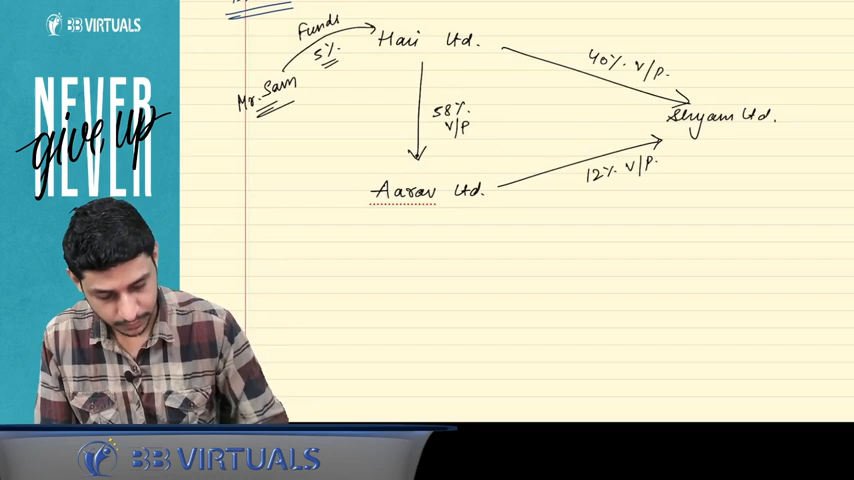 BB VIRTUALS
NEVER
give up
NEVER
Funds
5%
Mr. Sam
Hari Ltd.
40% V/P.
58%
V/P
Shyam Ltd.
12% V/P.
Aarav Ltd.
BB VIRTUALS